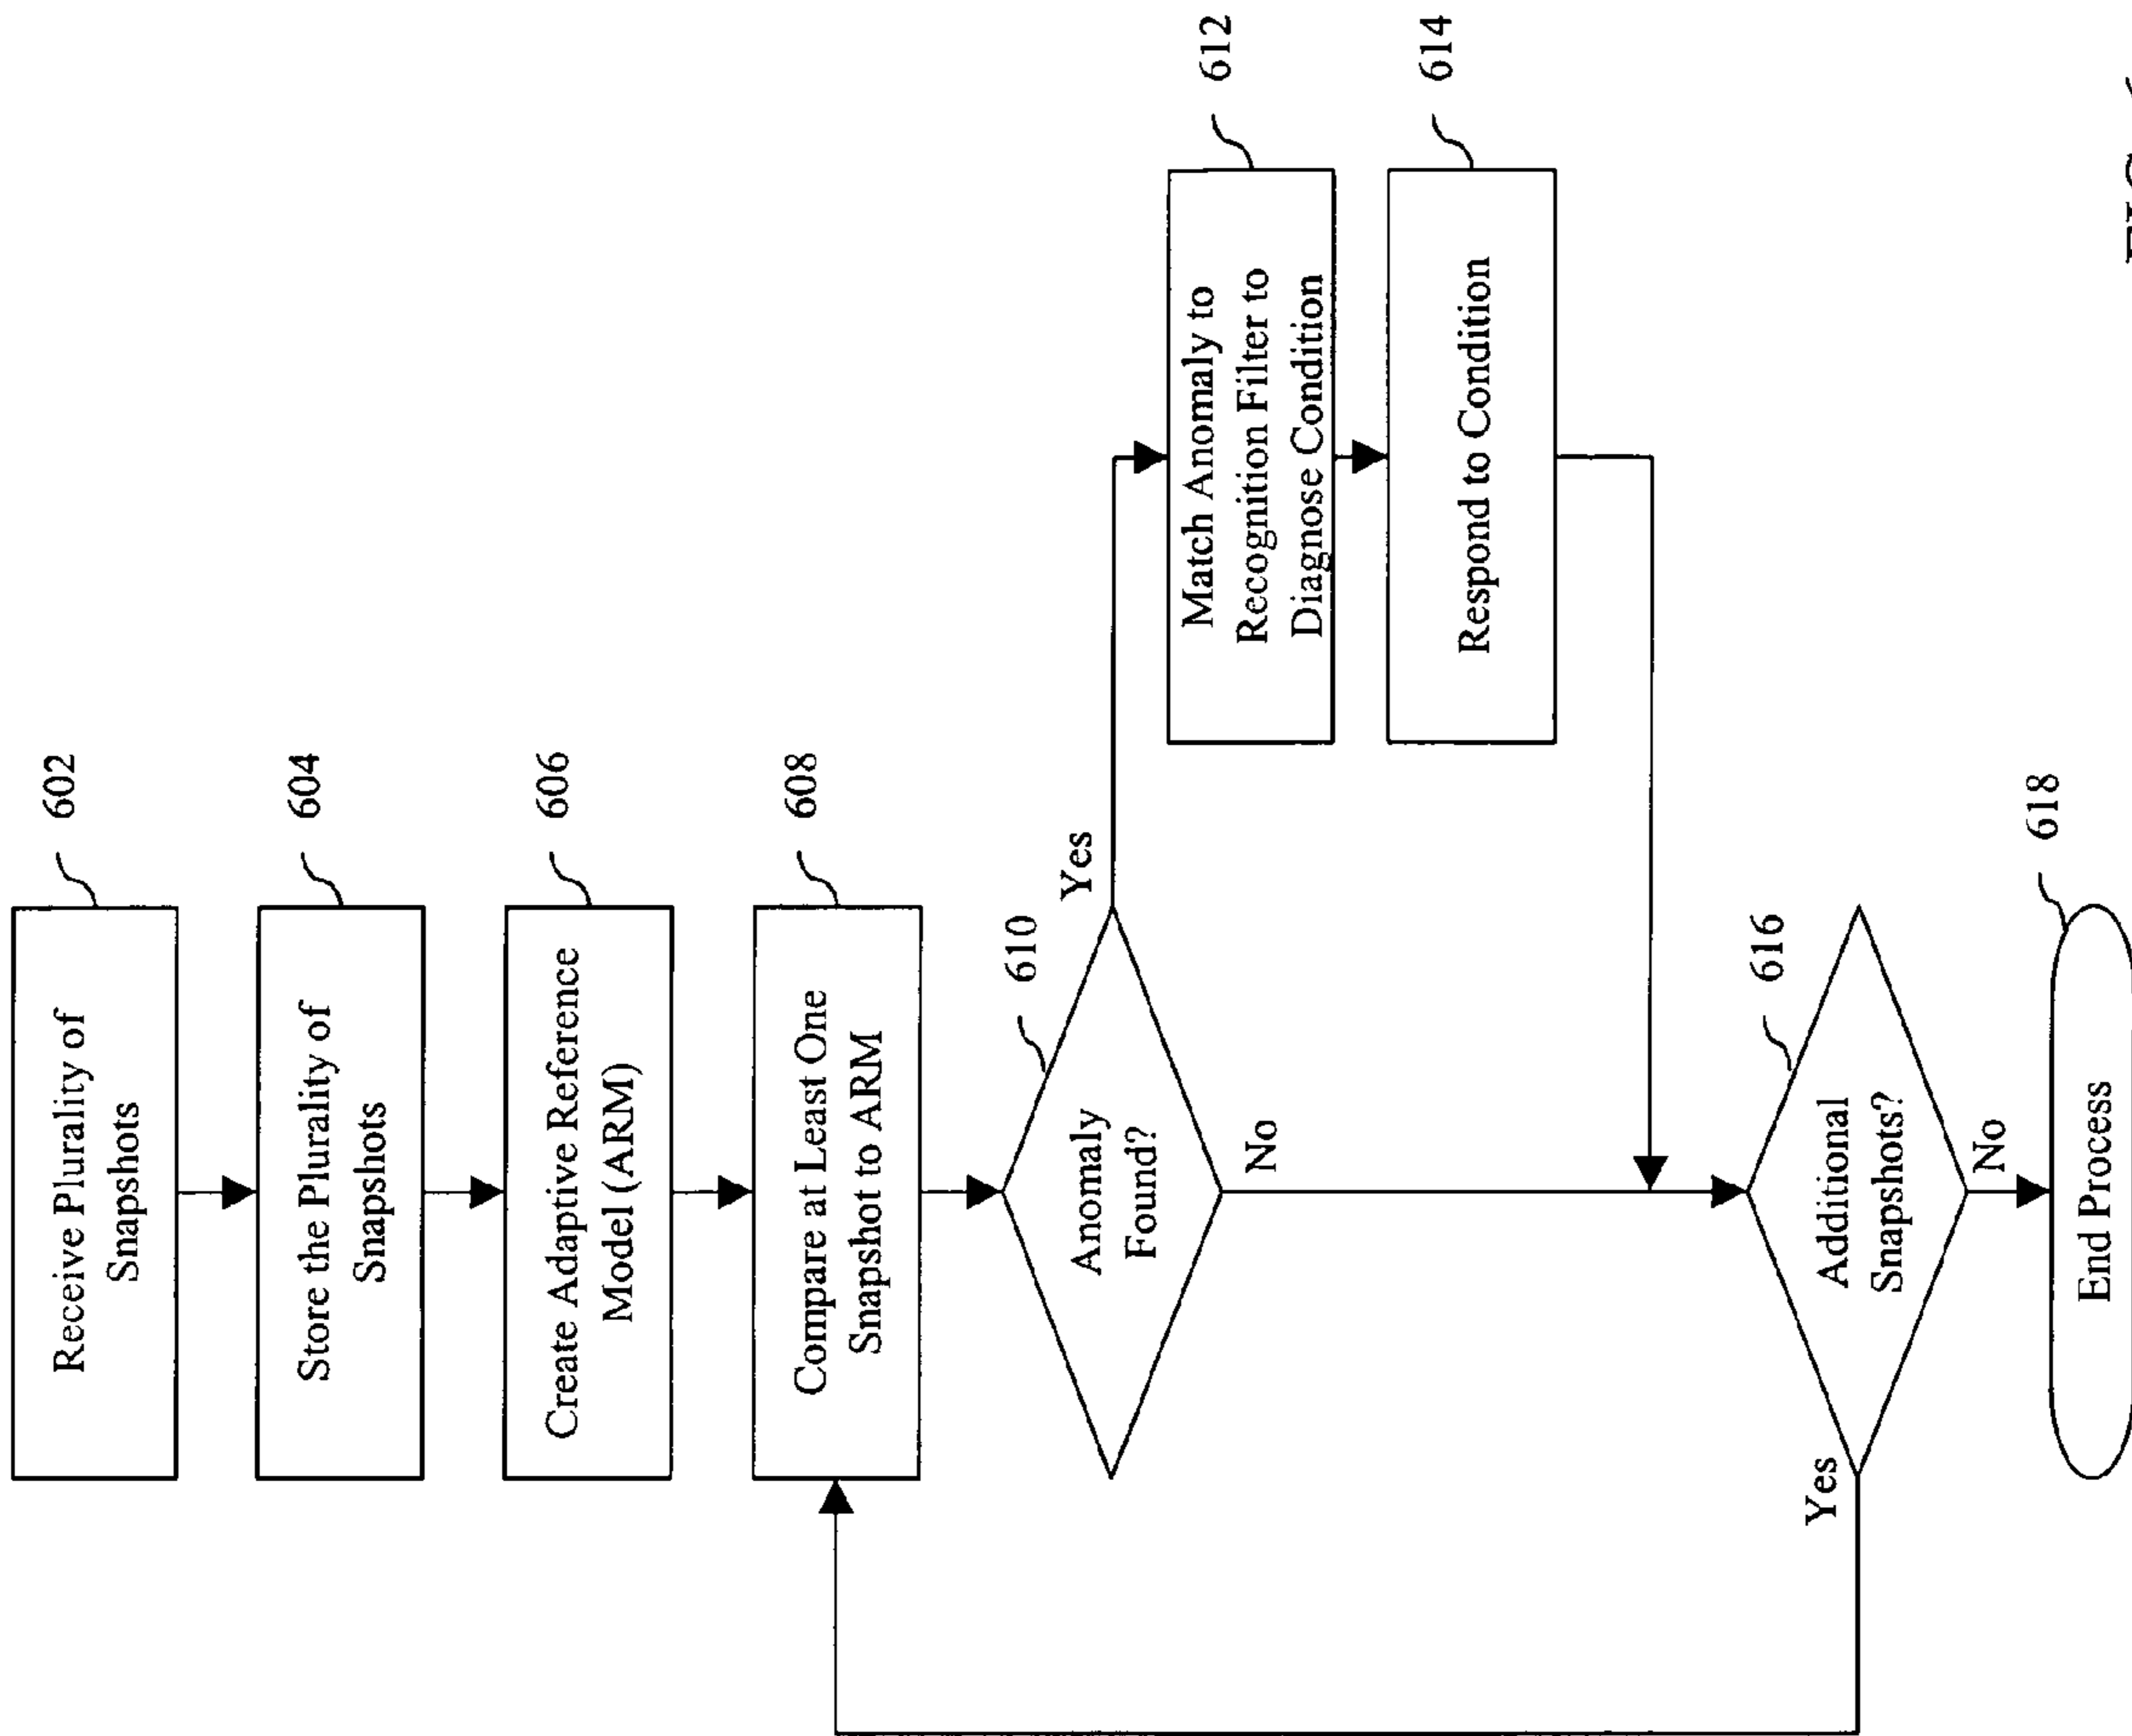 Receive Plurality of
Snapshots
602
Store the Plurality of
Snapshots
604
Create Adaptive Reference
Model (ARM)
606
Compare at Least One
Snapshot to ARM
608
Anomaly
Found?
610
Yes
No
Match Anomaly to
Recognition Filter to
Diagnose Condition
612
Respond to Condition
614
Additional
Snapshots?
616
Yes
No
End Process
618